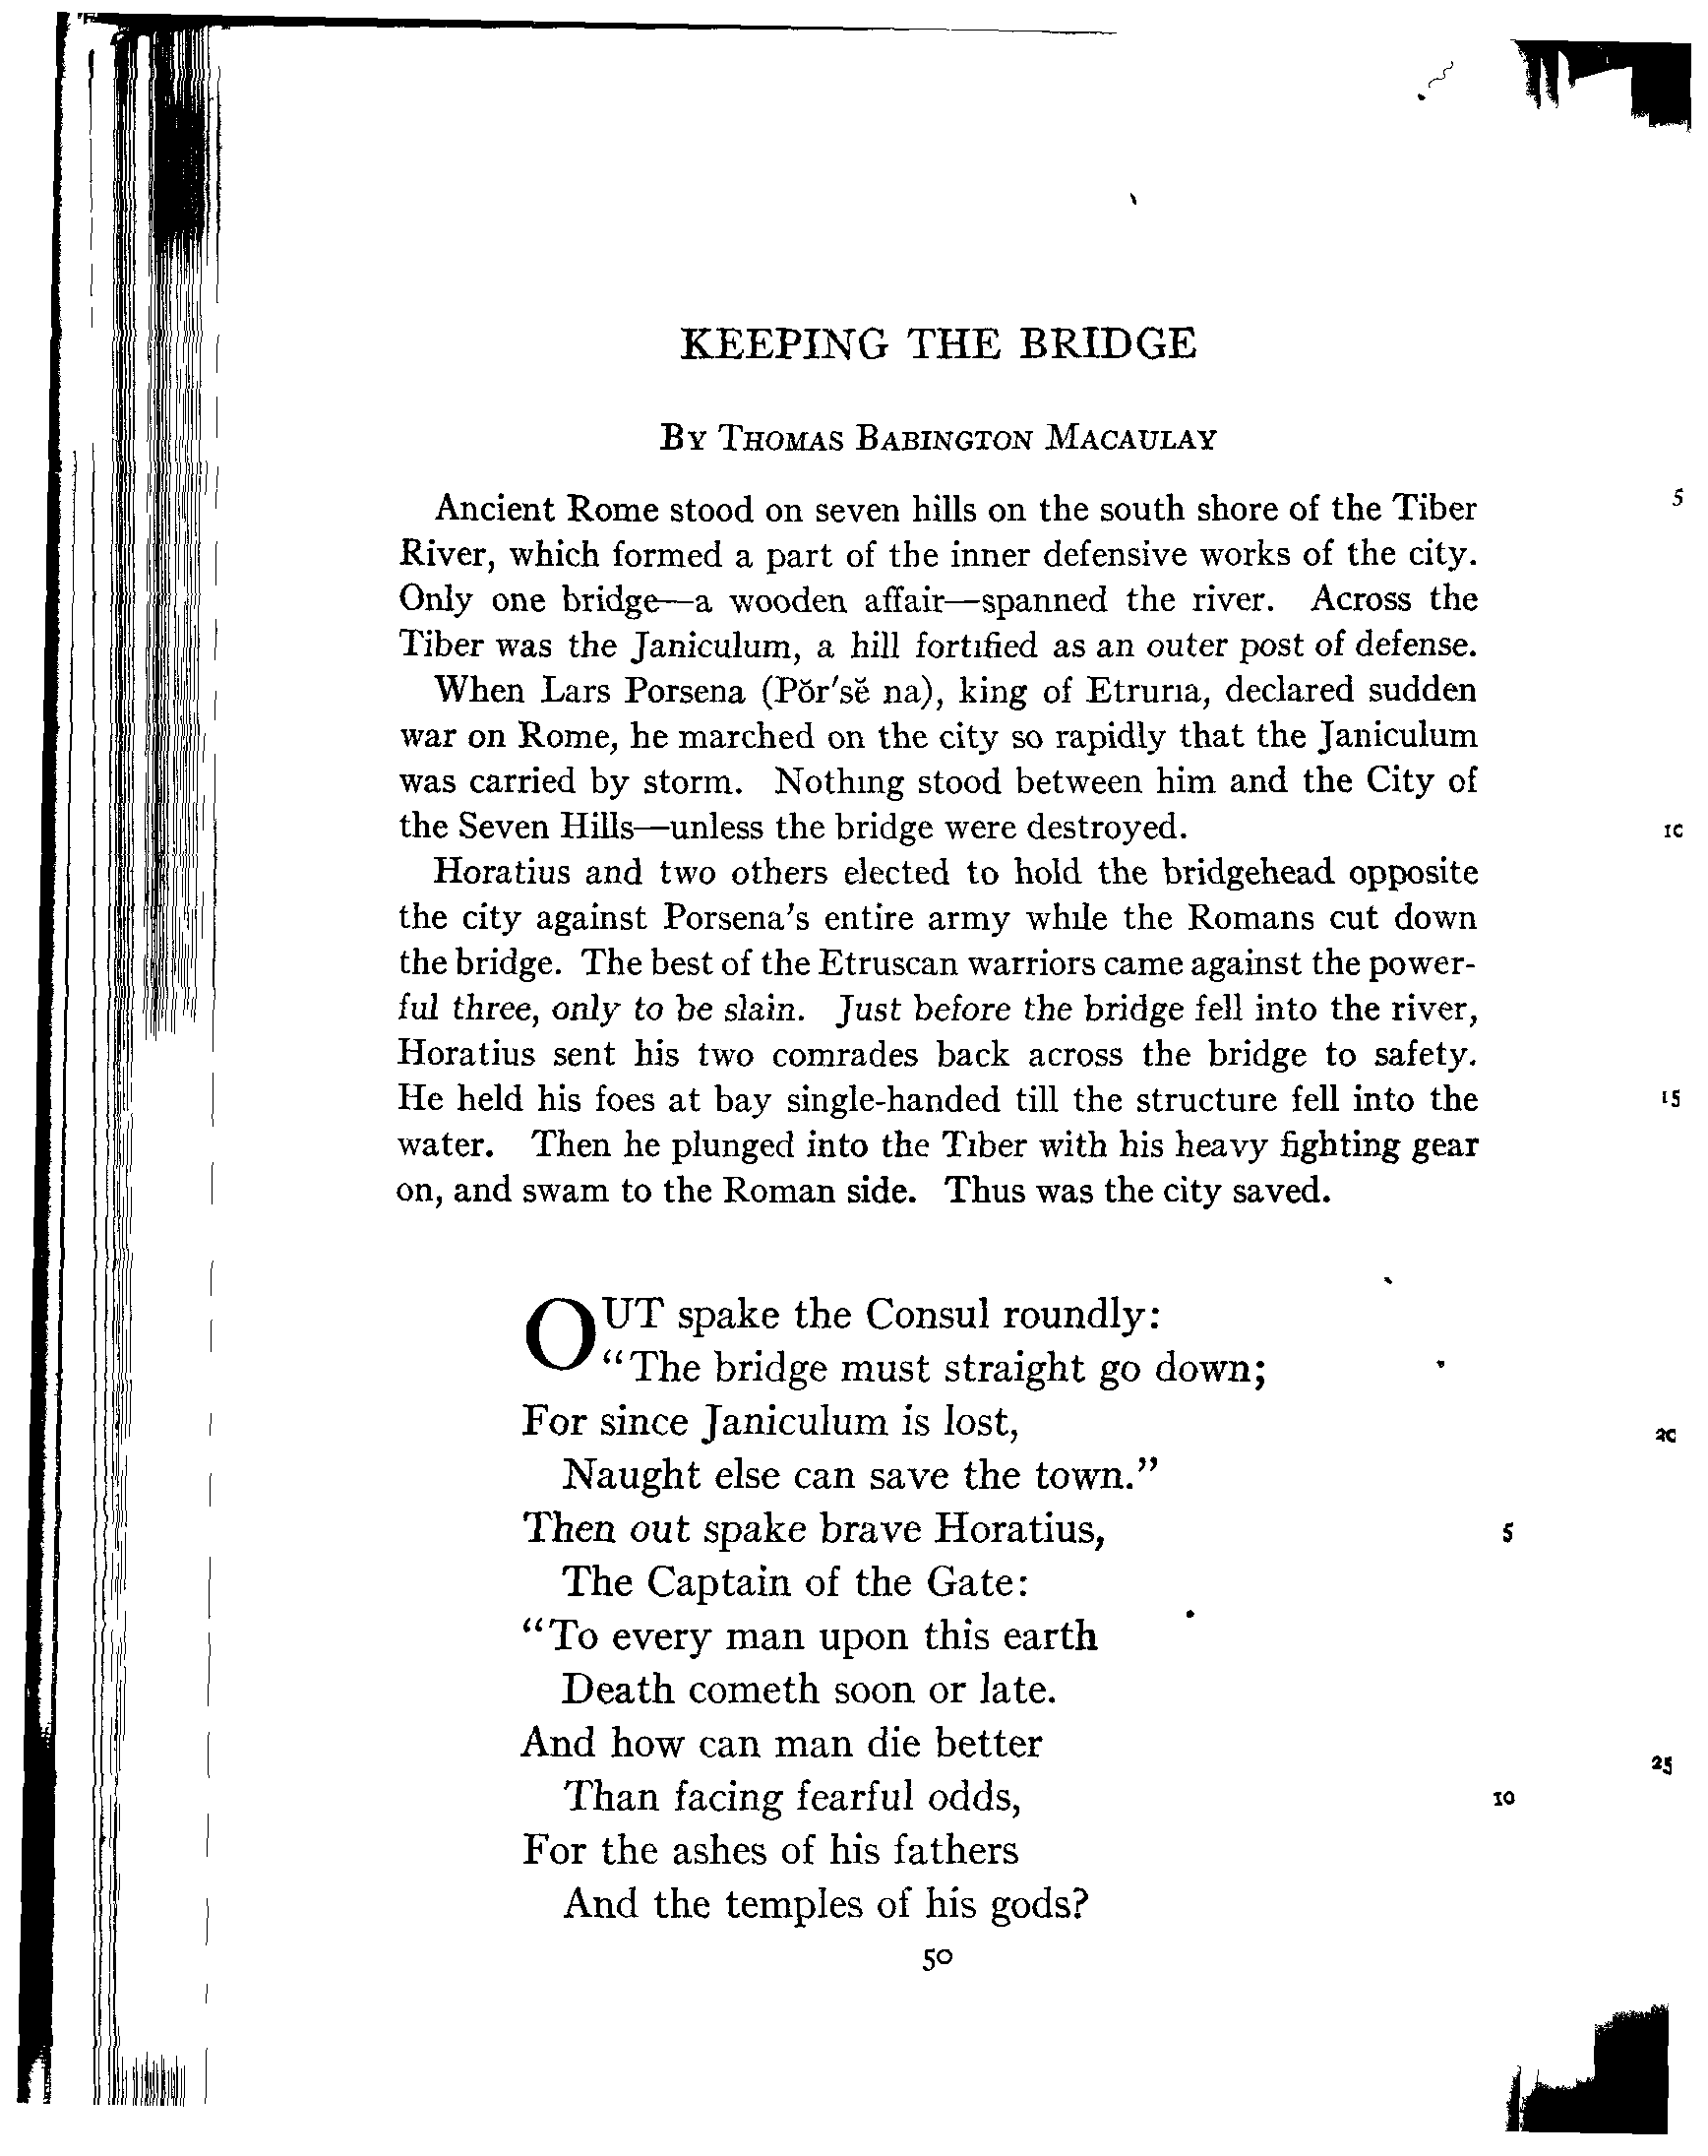 KEEPING THE BRIDGE
BY THOMAS BABINGTON MACAULAY
Ancient Rome stood on seven hills on the south shore of the Tiber
River, which formed a part of the inner defensive works of the city.
Only one bridge—a wooden affair—spanned the river. Across the
Tiber was the Janiculum, a hill fortified as an outer post of defense.
When Lars Porsena (Pŏr′sĕ na), king of Etruria, declared sudden
war on Rome, he marched on the city so rapidly that the Janiculum
was carried by storm. Nothing stood between him and the City of
the Seven Hills—unless the bridge were destroyed.
Horatius and two others elected to hold the bridgehead opposite
the city against Porsena's entire army while the Romans cut down
the bridge. The best of the Etruscan warriors came against the power-
ful three, only to be slain. Just before the bridge fell into the river,
Horatius sent his two comrades back across the bridge to safety.
He held his foes at bay single-handed till the structure fell into the
water. Then he plunged into the Tiber with his heavy fighting gear
on, and swam to the Roman side. Thus was the city saved.
OUT spake the Consul roundly:
"The bridge must straight go down;
For since Janiculum is lost,
Naught else can save the town."
Then out spake brave Horatius, 5
The Captain of the Gate:
"To every man upon this earth
Death cometh soon or late.
And how can man die better
Than facing fearful odds, 10
For the ashes of his fathers
And the temples of his gods?
50
5
10
15
20
25